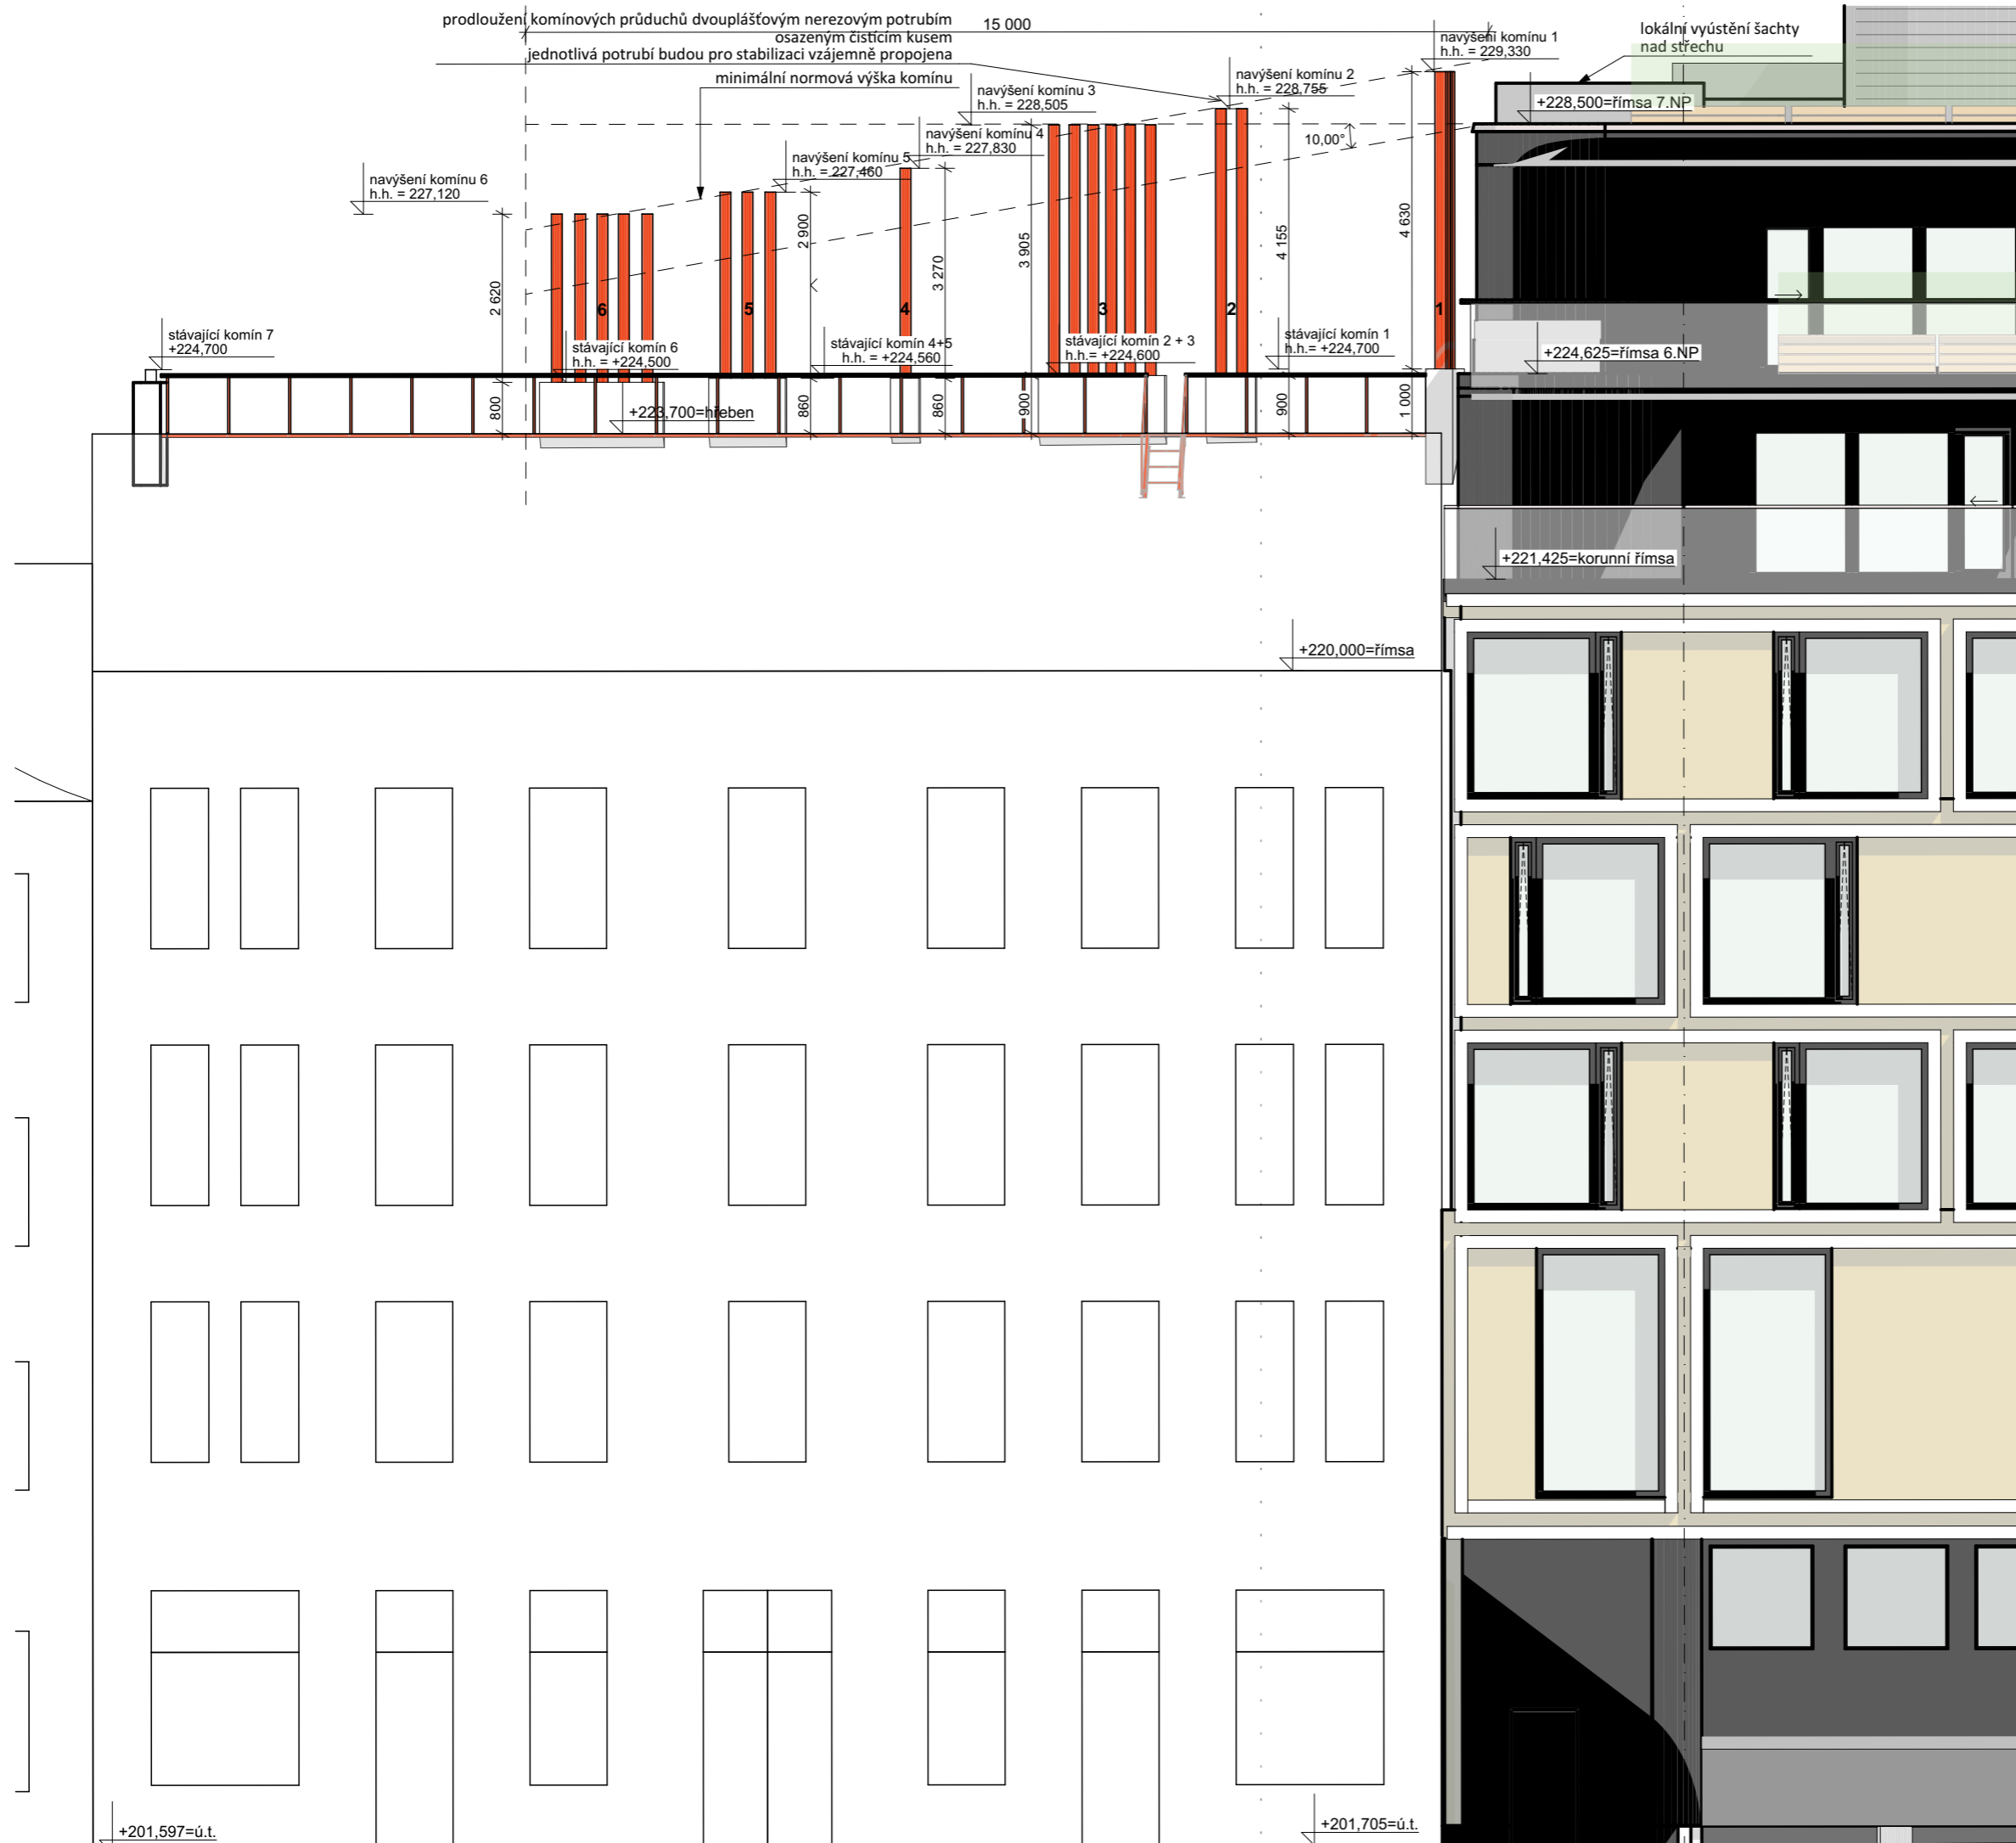 prodloužení komínových průduchů dvouplášťovým nerezovým potrubím
osazeným čistícím kusem
jednotlivá potrubí budou pro stabilizaci vzájemně propojena
minimální normová výška komínu
15 000
navýšení komínu 1
h.h. = 229,330
lokální vyústění šachty
nad střechu
navýšení komínu 2
h.h. = 228,755
navýšení komínu 3
h.h. = 228,505
+228,500=římsa 7.NP
navýšení komínu 4
h.h. = 227,830
10,00°
navýšení komínu 5
h.h. = 227,460
navýšení komínu 6
h.h. = 227,120
2 620
2 900
3 270
3 905
4 155
4 630
6
5
4
3
2
1
stávající komín 7
+224,700
stávající komín 6
h.h. = +224,500
stávající komín 4+5
h.h. = +224,560
stávající komín 2 + 3
h.h. = +224,600
stávající komín 1
h.h.= +224,700
+224,625=římsa 6.NP
800
+223,700=hřeben
860
860
900
900
1 000
+221,425=korunní římsa
+220,000=římsa
+201,597=ú.t.
+201,705=ú.t.